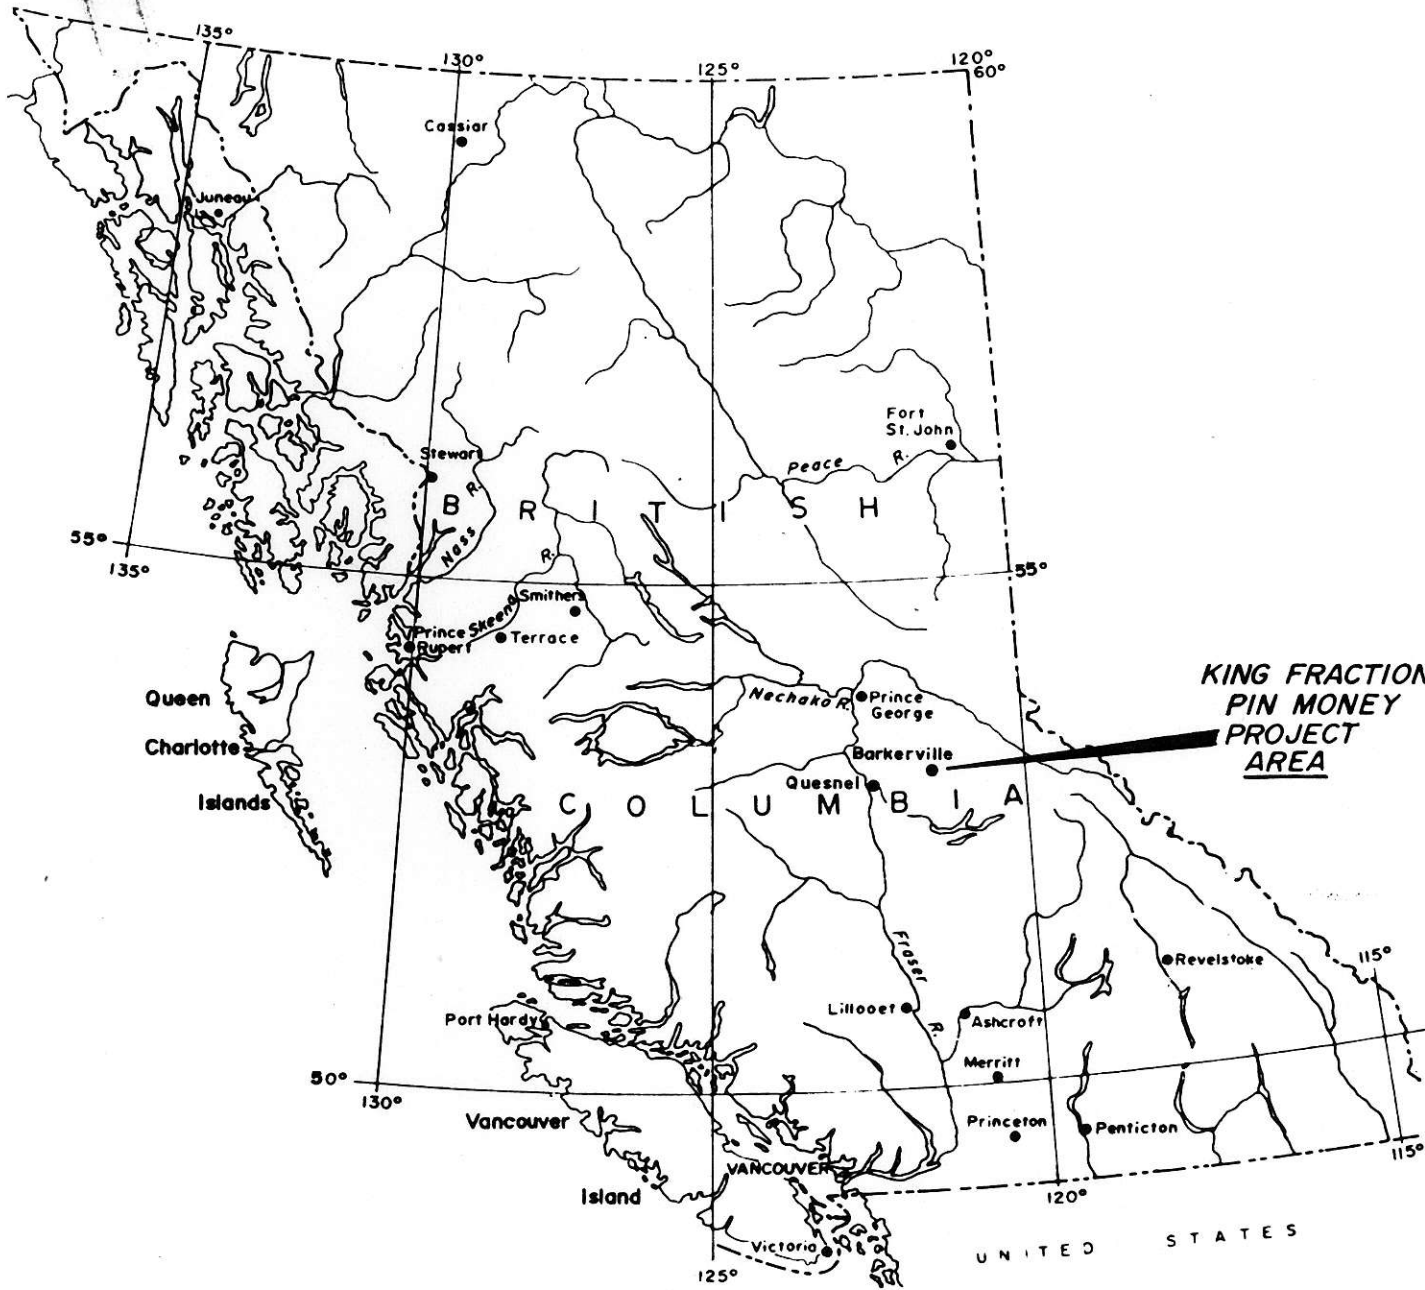 135°
130°
125°
120°
60°
Cassiar
Juneau
Fort
St. John
Stewart
Peace R.
BRITISH
Nass R.
55°
135°
55°
Skeena R.
Smithers
Prince
Rupert
Terrace
Queen
Charlotte
Islands
Nechako R.
Prince
George
KING FRACTION
PIN MONEY
PROJECT
AREA
Barkerville
Quesnel
COLUMBIA
Fraser R.
Revelstoke
115°
Lillooet
Ashcroft
Port Hardy
Merritt
50°
130°
Vancouver
Island
Princeton
Penticton
VANCOUVER
115°
120°
Victoria
125°
UNITED STATES